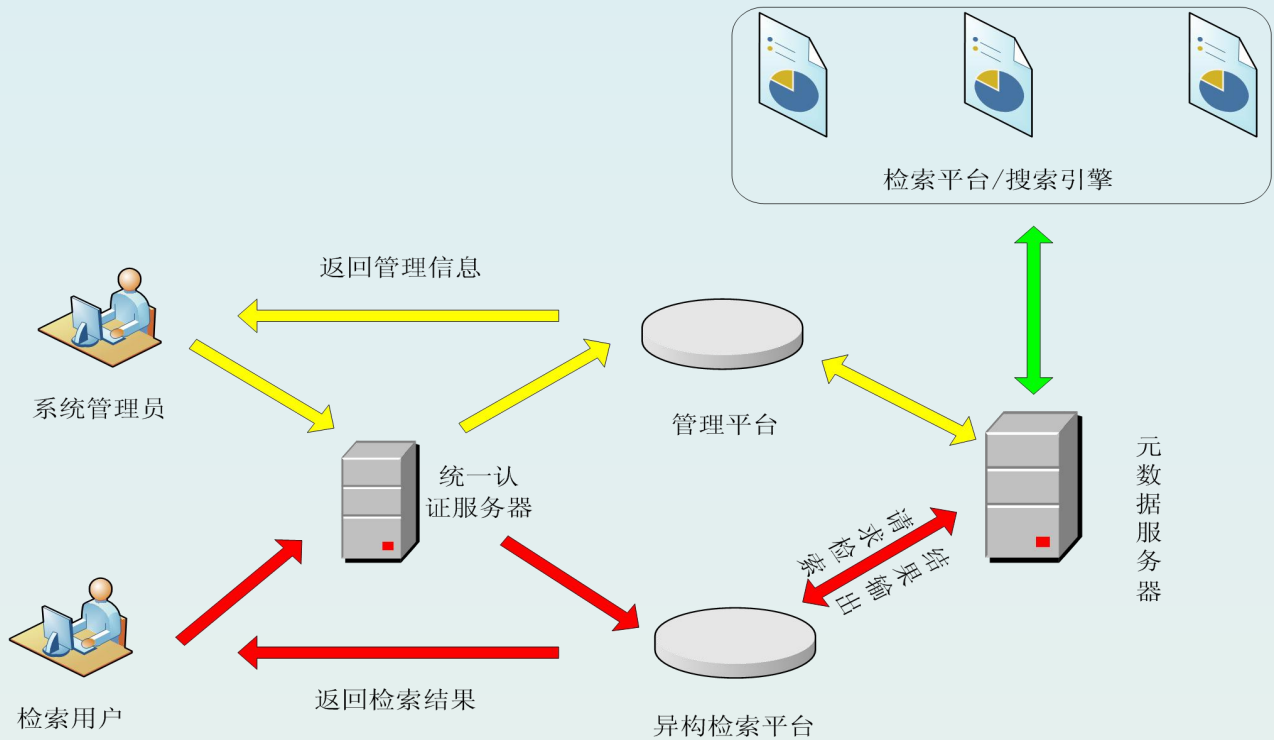 检索平台/搜索引擎
返回管理信息
系统管理员
管理平台
统一认
证服务器
元数据服务器
请求检索
结果输出
检索用户
返回检索结果
异构检索平台